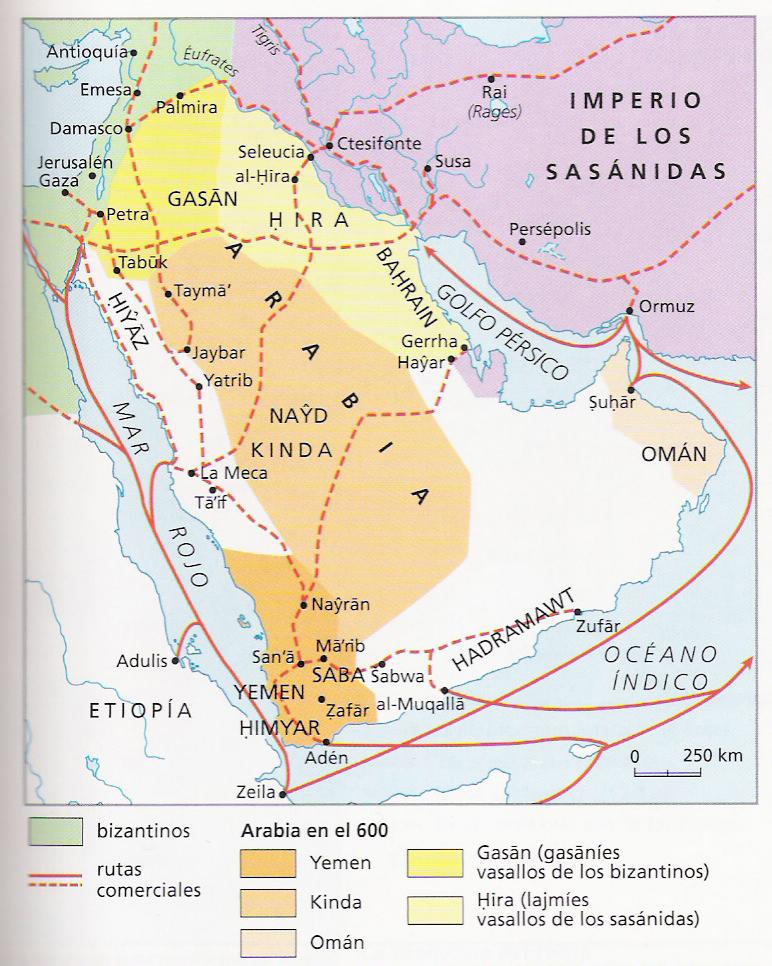 Antioquía
Éufrates
Tigris
Emesa
Palmira
Rai
(Rages)
IMPERIO
DE LOS
SASÁNIDAS
Damasco
Seleucia
Ctesifonte
Jerusalén
al-Ḥira
Susa
Gaza
GASĀN
Petra
ḤIRA
Persépolis
Tabūk
ARABIA
BAHRAIN
Taymā'
GOLFO PÉRSICO
Ormuz
ḤIŶĀZ
Gerrha
Jaybar
Haŷar
Yatrib
Ṣuḥār
MAR
ROJO
NAŶD
KINDA
OMÁN
La Meca
Tā'if
Naŷrān
HADRAMAWT
Zufār
Ma'rib
San'ā
SABA
Sabwa
OCÉANO
ÍNDICO
Adulis
YEMEN
al-Muqallā
Ẓafār
ETIOPÍA
ḤIMYAR
Adén
0 250 km
Zeila
bizantinos
rutas
comerciales
Arabia en el 600
Yemen
Kinda
Omán
Gasān (gasāníes
vasallos de los bizantinos)
Ḥira (lajmíes
vasallos de los sasánidas)